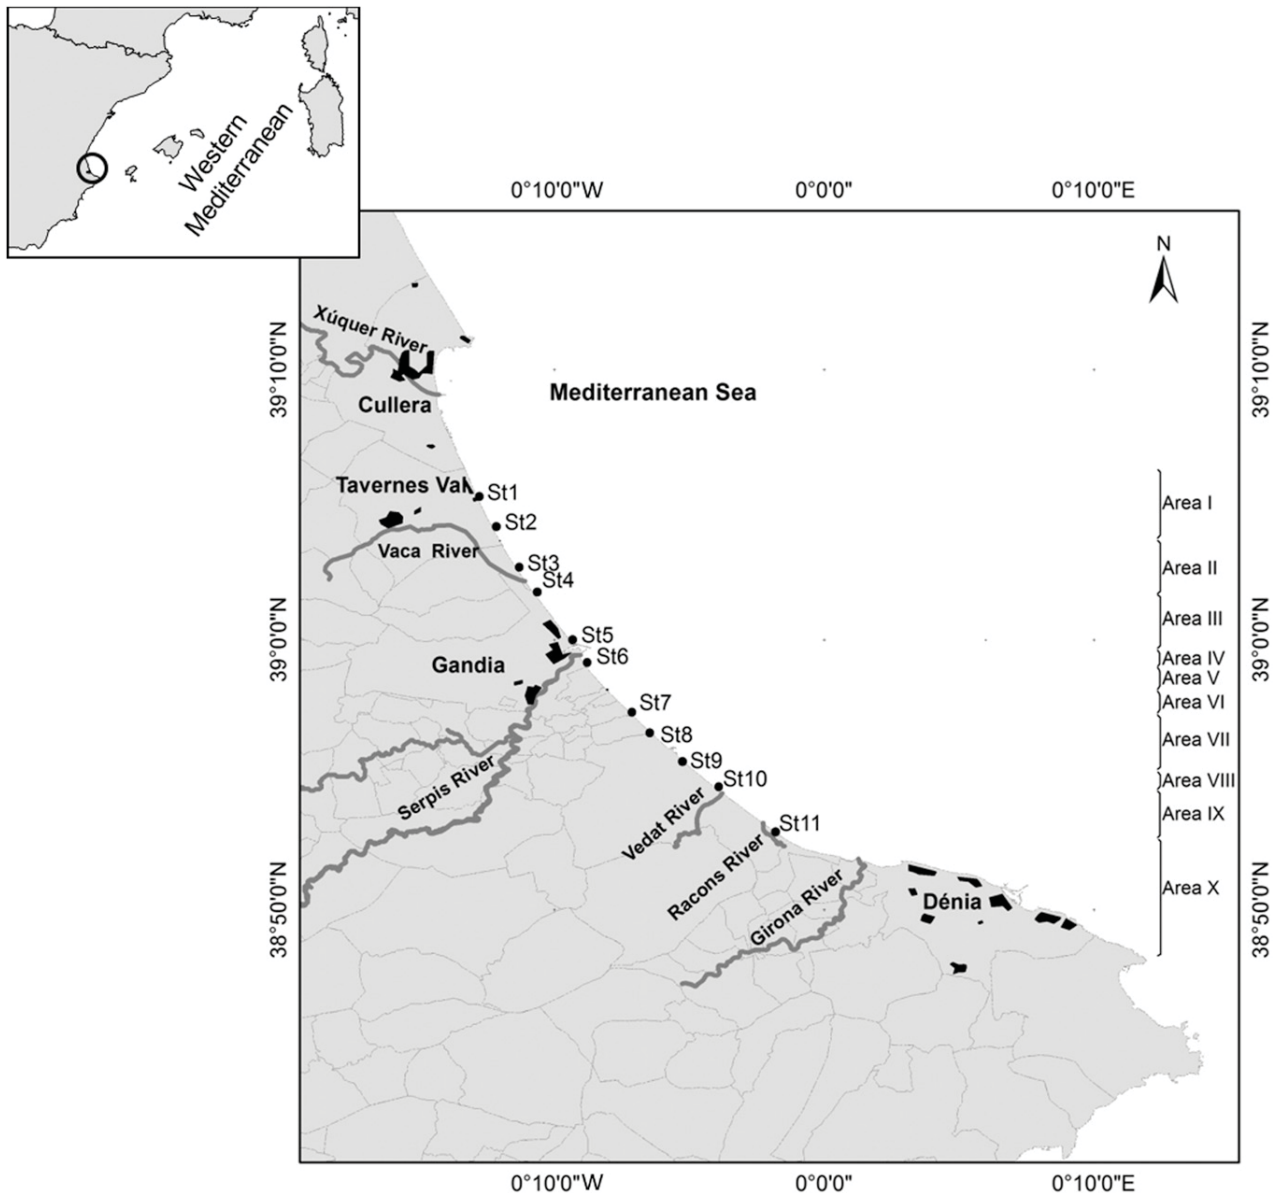 Western
Mediterranean
0°10'0"W
0°0'0"
0°10'0"E
N
Xúquer River
39°10'0"N
39°10'0"N
Mediterranean Sea
Cullera
Tavernes Val
St1
Area I
St2
Vaca River
St3
Area II
St4
Area III
39°0'0"N
39°0'0"N
St5
St6
Area IV
Gandia
Area V
St7
Area VI
St8
Area VII
St9
St10
Area VIII
Serpis River
Vedat River
Area IX
St11
Racons River
Girona River
Area X
Dénia
38°50'0"N
38°50'0"N
0°10'0"W
0°0'0"
0°10'0"E